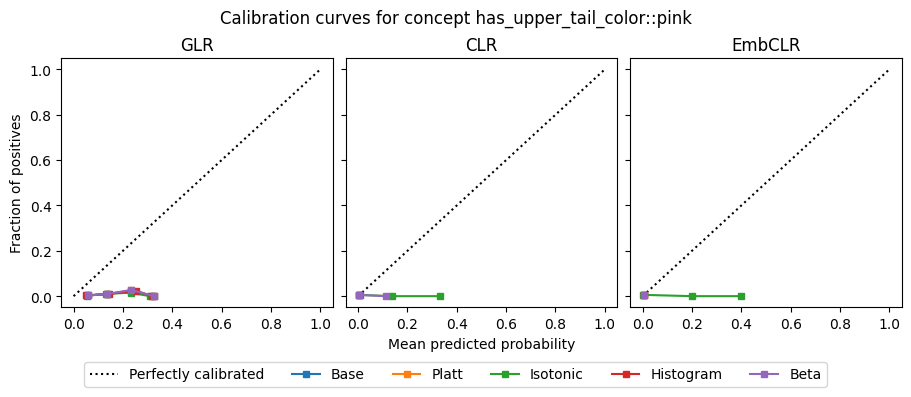 Calibration curves for concept has_upper_tail_color::pink
GLR
CLR
EmbCLR
Fraction of positives
1.0
0.8
0.6
0.4
0.2
0.0
0.0 0.2 0.4 0.6 0.8 1.0
0.0 0.2 0.4 0.6 0.8 1.0
0.0 0.2 0.4 0.6 0.8 1.0
Mean predicted probability
Perfectly calibrated Base Platt Isotonic Histogram Beta